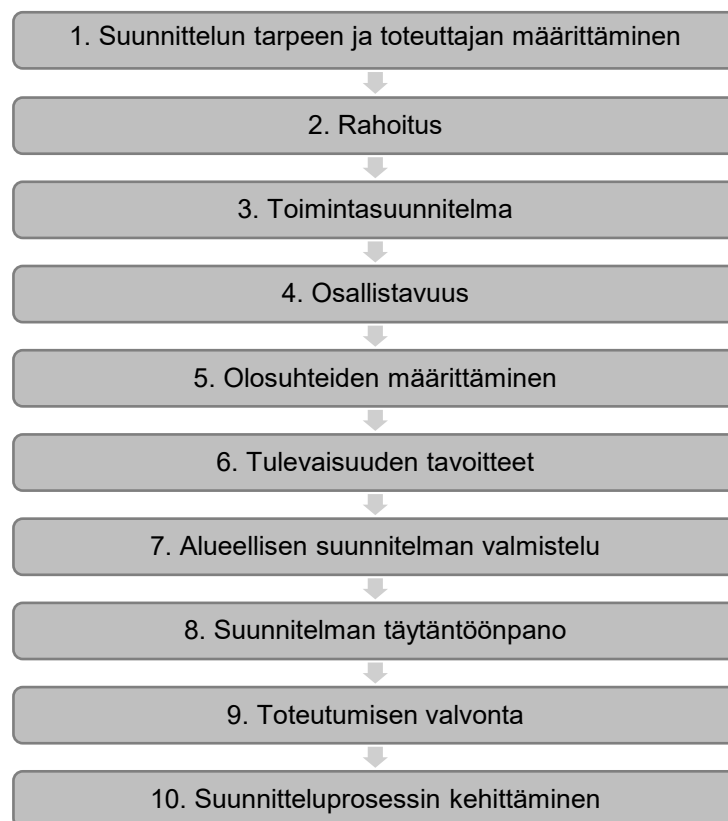 1. Suunnittelun tarpeen ja toteuttajan määrittäminen
2. Rahoitus
3. Toimintasuunnitelma
4. Osallistavuus
5. Olosuhteiden määrittäminen
6. Tulevaisuuden tavoitteet
7. Alueellisen suunnitelman valmistelu
8. Suunnitelman täytäntöönpano
9. Toteutumisen valvonta
10. Suunnitteluprosessin kehittäminen